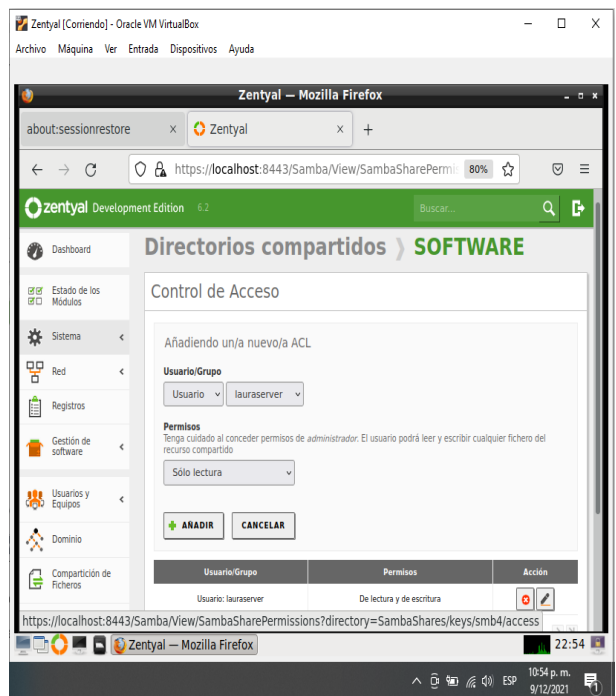 Zentyal [Corriendo] - Oracle VM VirtualBox
Archivo Máquina Ver Entrada Dispositivos Ayuda
Zentyal — Mozilla Firefox
about:sessionrestore
Zentyal
https://localhost:8443/Samba/View/SambaSharePermis
80%
zentyal Development Edition 6.2
Buscar...
Dashboard
Estado de los
Módulos
Sistema
Red
Registros
Gestión de
software
Usuarios y
Equipos
Dominio
Compartición de
Ficheros
Directorios compartidos
SOFTWARE
Control de Acceso
Añadiendo un/a nuevo/a ACL
Usuario/Grupo
Usuario
lauraserver
Permisos
Tenga cuidado al conceder permisos de administrador. El usuario podrá leer y escribir cualquier fichero del
recurso compartido
Sólo lectura
AÑADIR
CANCELAR
Usuario/Grupo Permisos Acción
Usuario: lauraserver De lectura y de escritura
https://localhost:8443/Samba/View/SambaSharePermissions?directory=SambaShares/keys/smb4/access
Zentyal — Mozilla Firefox
22:54
ESP
10:54 p. m.
9/12/2021
1